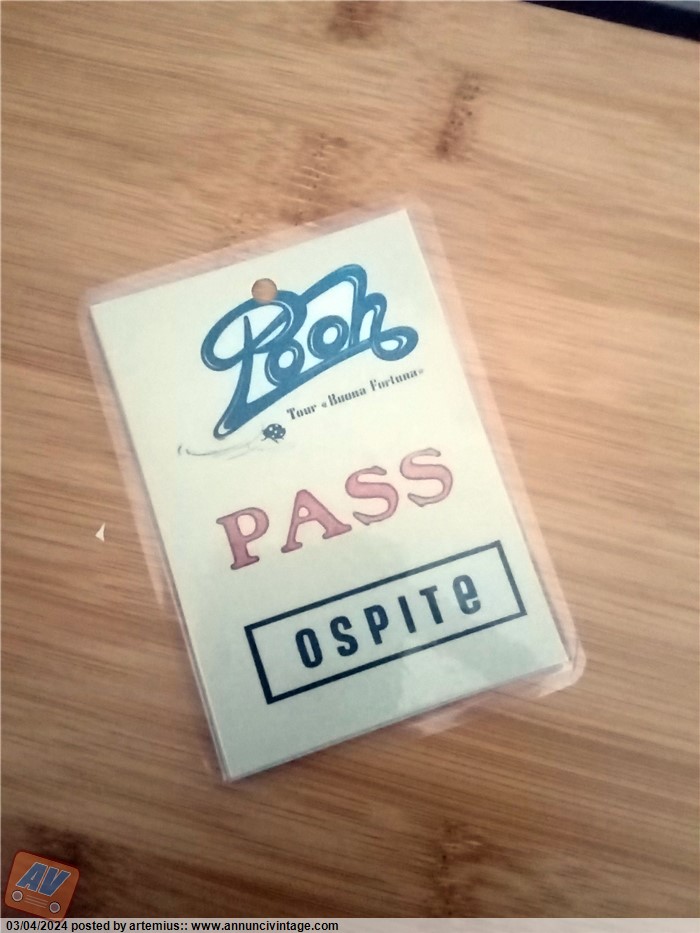 Pooh
Tour «Buona Fortuna»
PASS
OSPITe
AV
03/04/2024 posted by artemius:: www.annuncivintage.com